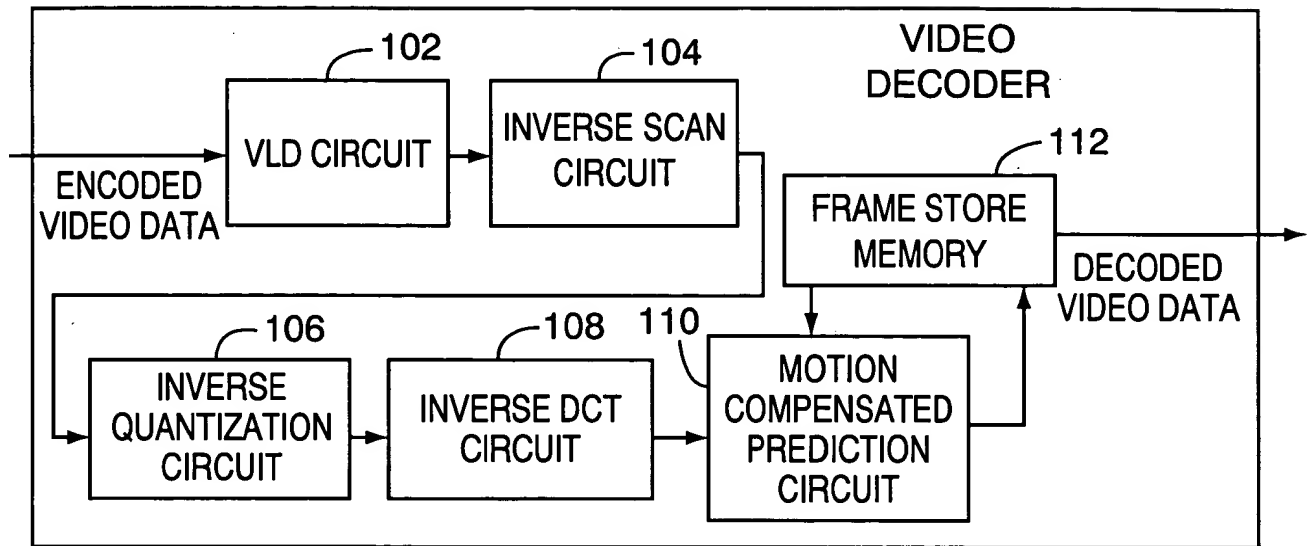 VIDEO
DECODER
102
104
VLD CIRCUIT
INVERSE SCAN
CIRCUIT
ENCODED
VIDEO DATA
112
FRAME STORE
MEMORY
DECODED
VIDEO DATA
106
108
110
INVERSE
QUANTIZATION
CIRCUIT
INVERSE DCT
CIRCUIT
MOTION
COMPENSATED
PREDICTION
CIRCUIT